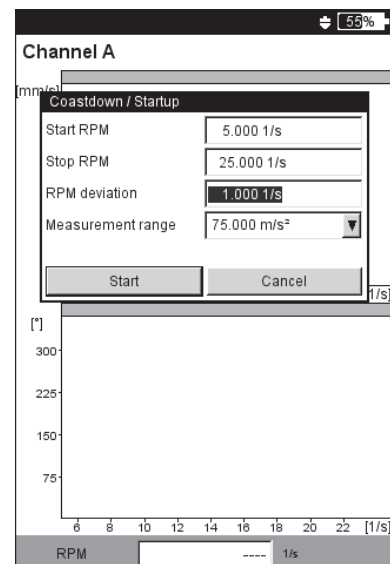 55%
Channel A
[mm/s]
Coastdown / Startup
Start RPM 5.000 1/s
Stop RPM 25.000 1/s
RPM deviation 1.000 1/s
Measurement range 75.000 m/s²
Start Cancel
1/s]
[°]
300
225
150
75
6 8 10 12 14 16 18 20 22 [1/s]
RPM ---- 1/s